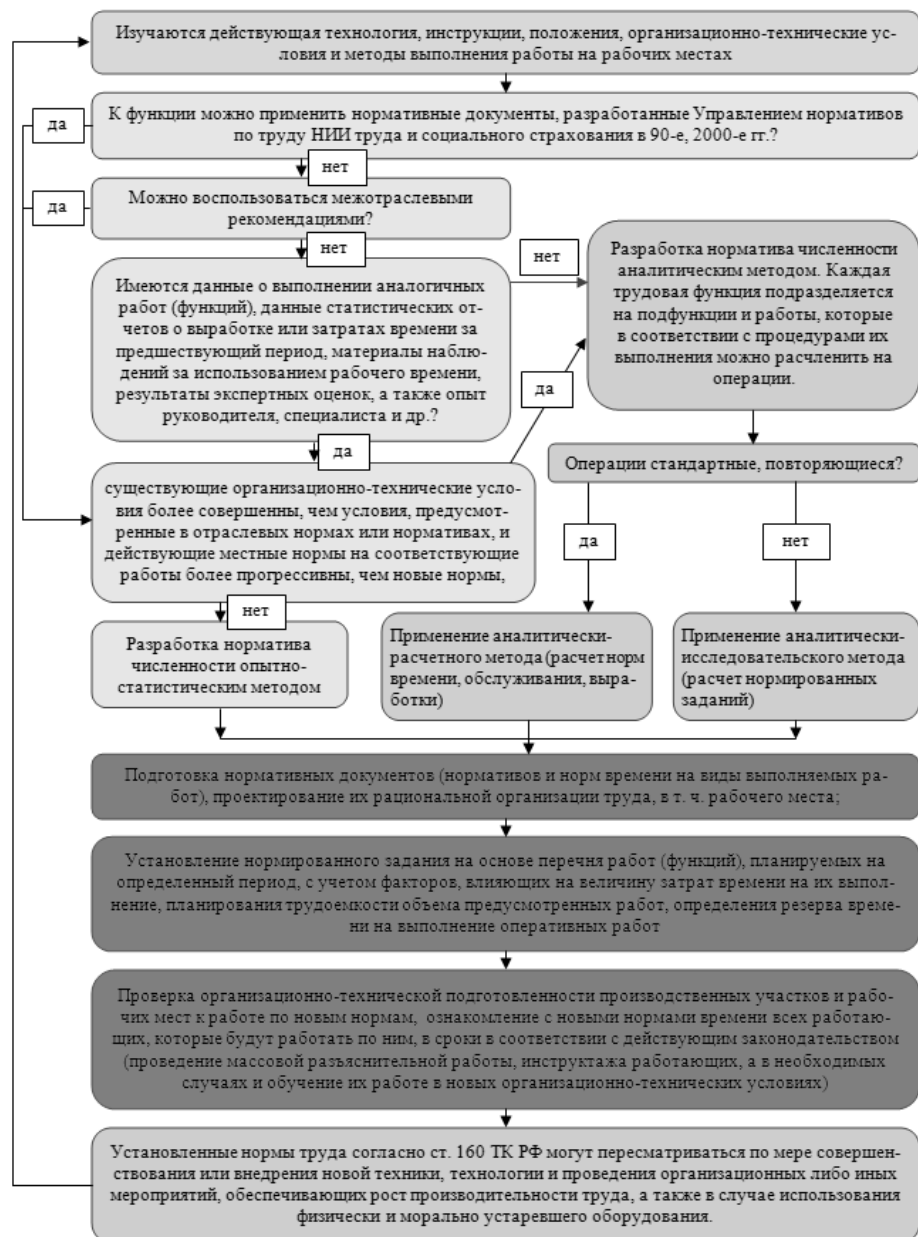 Изучаются действующая технология, инструкции, положения, организационно-технические ус-
ловия и методы выполнения работы на рабочих местах
да
К функции можно применить нормативные документы, разработанные Управлением нормативов
по труду НИИ труда и социального страхования в 90-е, 2000-е гг.?
нет
да
Можно воспользоваться межотраслевыми
рекомендациями?
нет
нет
Имеются данные о выполнении аналогичных
работ (функций), данные статистических от-
четов о выработке или затратах времени за
предшествующий период, материалы наблю-
дений за использованием рабочего времени,
результаты экспертных оценок, а также опыт
руководителя, специалиста и др.?
Разработка норматива численности
аналитическим методом. Каждая
трудовая функция подразделяется
на подфункции и работы, которые
в соответствии с процедурами их
выполнения можно расчленить на
операции.
да
да
существующие организационно-технические усло-
вия более совершенны, чем условия, предусмот-
ренные в отраслевых нормах или нормативах, и
действующие местные нормы на соответствующие
работы более прогрессивны, чем новые нормы,
Операции стандартные, повторяющиеся?
да
нет
нет
Разработка норматива
численности опытно-
статистическим методом
Применение аналитически-
расчетного метода (расчет норм
времени, обслуживания, выра-
ботки)
Применение аналитически-
исследовательского метода
(расчет нормированных
заданий)
Подготовка нормативных документов (нормативов и норм времени на виды выполняемых ра-
бот), проектирование их рациональной организации труда, в т. ч. рабочего места;
Установление нормированного задания на основе перечня работ (функций), планируемых на
определенный период, с учетом факторов, влияющих на величину затрат времени на их выпол-
нение, планирования трудоемкости объема предусмотренных работ, определения резерва време-
ни на выполнение оперативных работ
Проверка организационно-технической подготовленности производственных участков и рабо-
чих мест к работе по новым нормам, ознакомление с новыми нормами времени всех работаю-
щих, которые будут работать по ним, в сроки в соответствии с действующим законодательством
(проведение массовой разъяснительной работы, инструктажа работающих, а в необходимых
случаях и обучение их работе в новых организационно-технических условиях)
Установленные нормы труда согласно ст. 160 ТК РФ могут пересматриваться по мере совершен-
ствования или внедрения новой техники, технологии и проведения организационных либо иных
мероприятий, обеспечивающих рост производительности труда, а также в случае использования
физически и морально устаревшего оборудования.